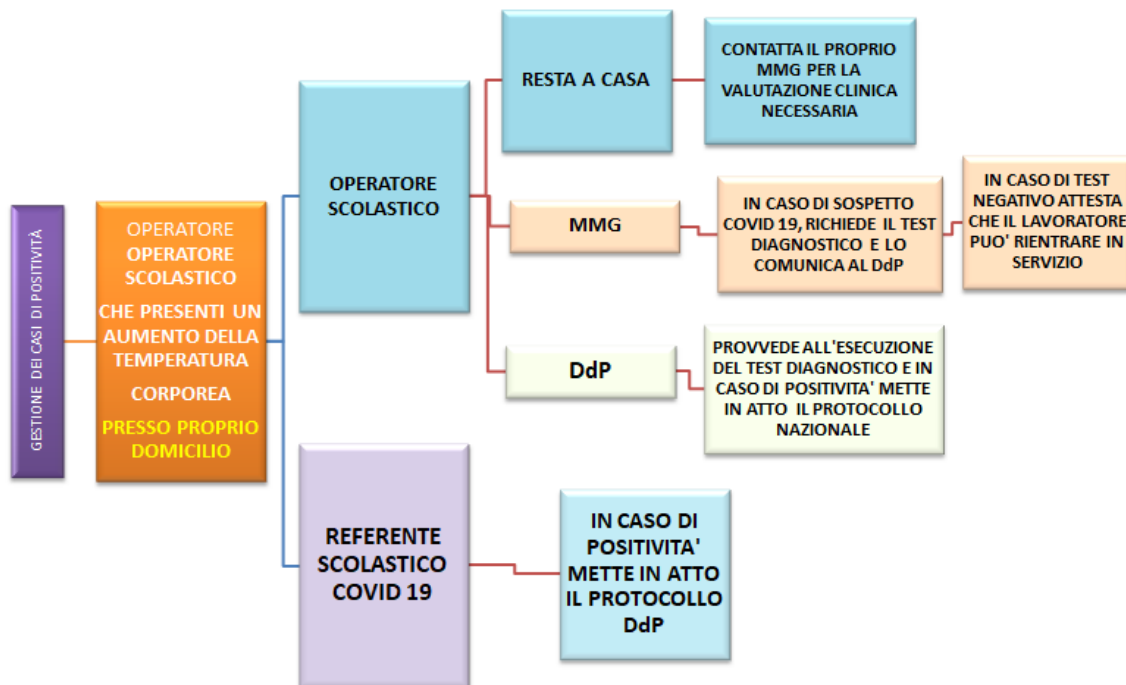 GESTIONE DEI CASI DI POSITIVITÀ
OPERATORE
OPERATORE
SCOLASTICO
CHE PRESENTI UN
AUMENTO DELLA
TEMPERATURA
CORPOREA
PRESSO PROPRIO
DOMICILIO
OPERATORE
SCOLASTICO
RESTA A CASA
CONTATTA IL PROPRIO
MMG PER LA
VALUTAZIONE CLINICA
NECESSARIA
MMG
IN CASO DI SOSPETTO
COVID 19, RICHIEDE IL TEST
DIAGNOSTICO E LO
COMUNICA AL DdP
IN CASO DI TEST
NEGATIVO ATTESTA
CHE IL LAVORATORE
PUO' RIENTRARE IN
SERVIZIO
DdP
PROVVEDE ALL'ESECUZIONE
DEL TEST DIAGNOSTICO E IN
CASO DI POSITIVITA' METTE
IN ATTO IL PROTOCOLLO
NAZIONALE
REFERENTE
SCOLASTICO
COVID 19
IN CASO DI
POSITIVITA'
METTE IN ATTO
IL PROTOCOLLO
DdP